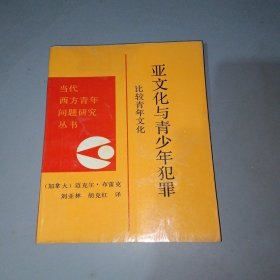 亚文化与青少年犯罪
比较青年文化
当代
西方青年
问题研究
丛书
(加拿大)迈克尔·布雷克
刘亚林 胡克红 译